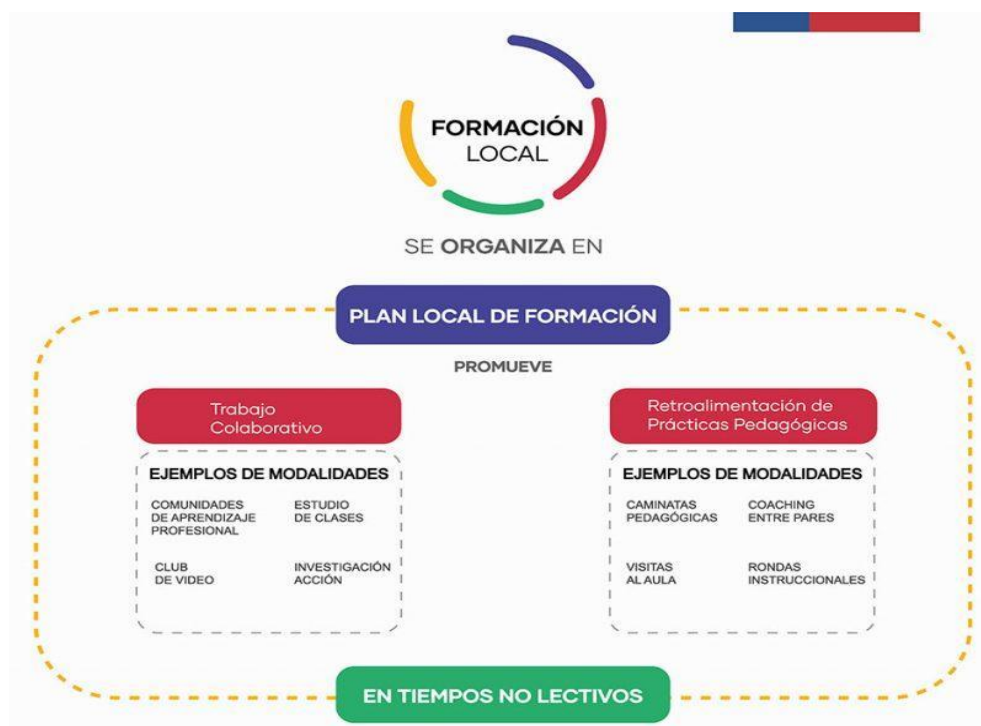 FORMACIÓN
LOCAL
SE ORGANIZA EN
PLAN LOCAL DE FORMACIÓN
PROMUEVE
Trabajo
Colaborativo
EJEMPLOS DE MODALIDADES
COMUNIDADES
DE APRENDIZAJE
PROFESIONAL
ESTUDIO
DE CLASES
CLUB
DE VIDEO
INVESTIGACIÓN
ACCIÓN
Retroalimentación de
Prácticas Pedagógicas
EJEMPLOS DE MODALIDADES
CAMINATAS
PEDAGÓGICAS
COACHING
ENTRE PARES
VISITAS
AL AULA
RONDAS
INSTRUCCIONALES
EN TIEMPOS NO LECTIVOS